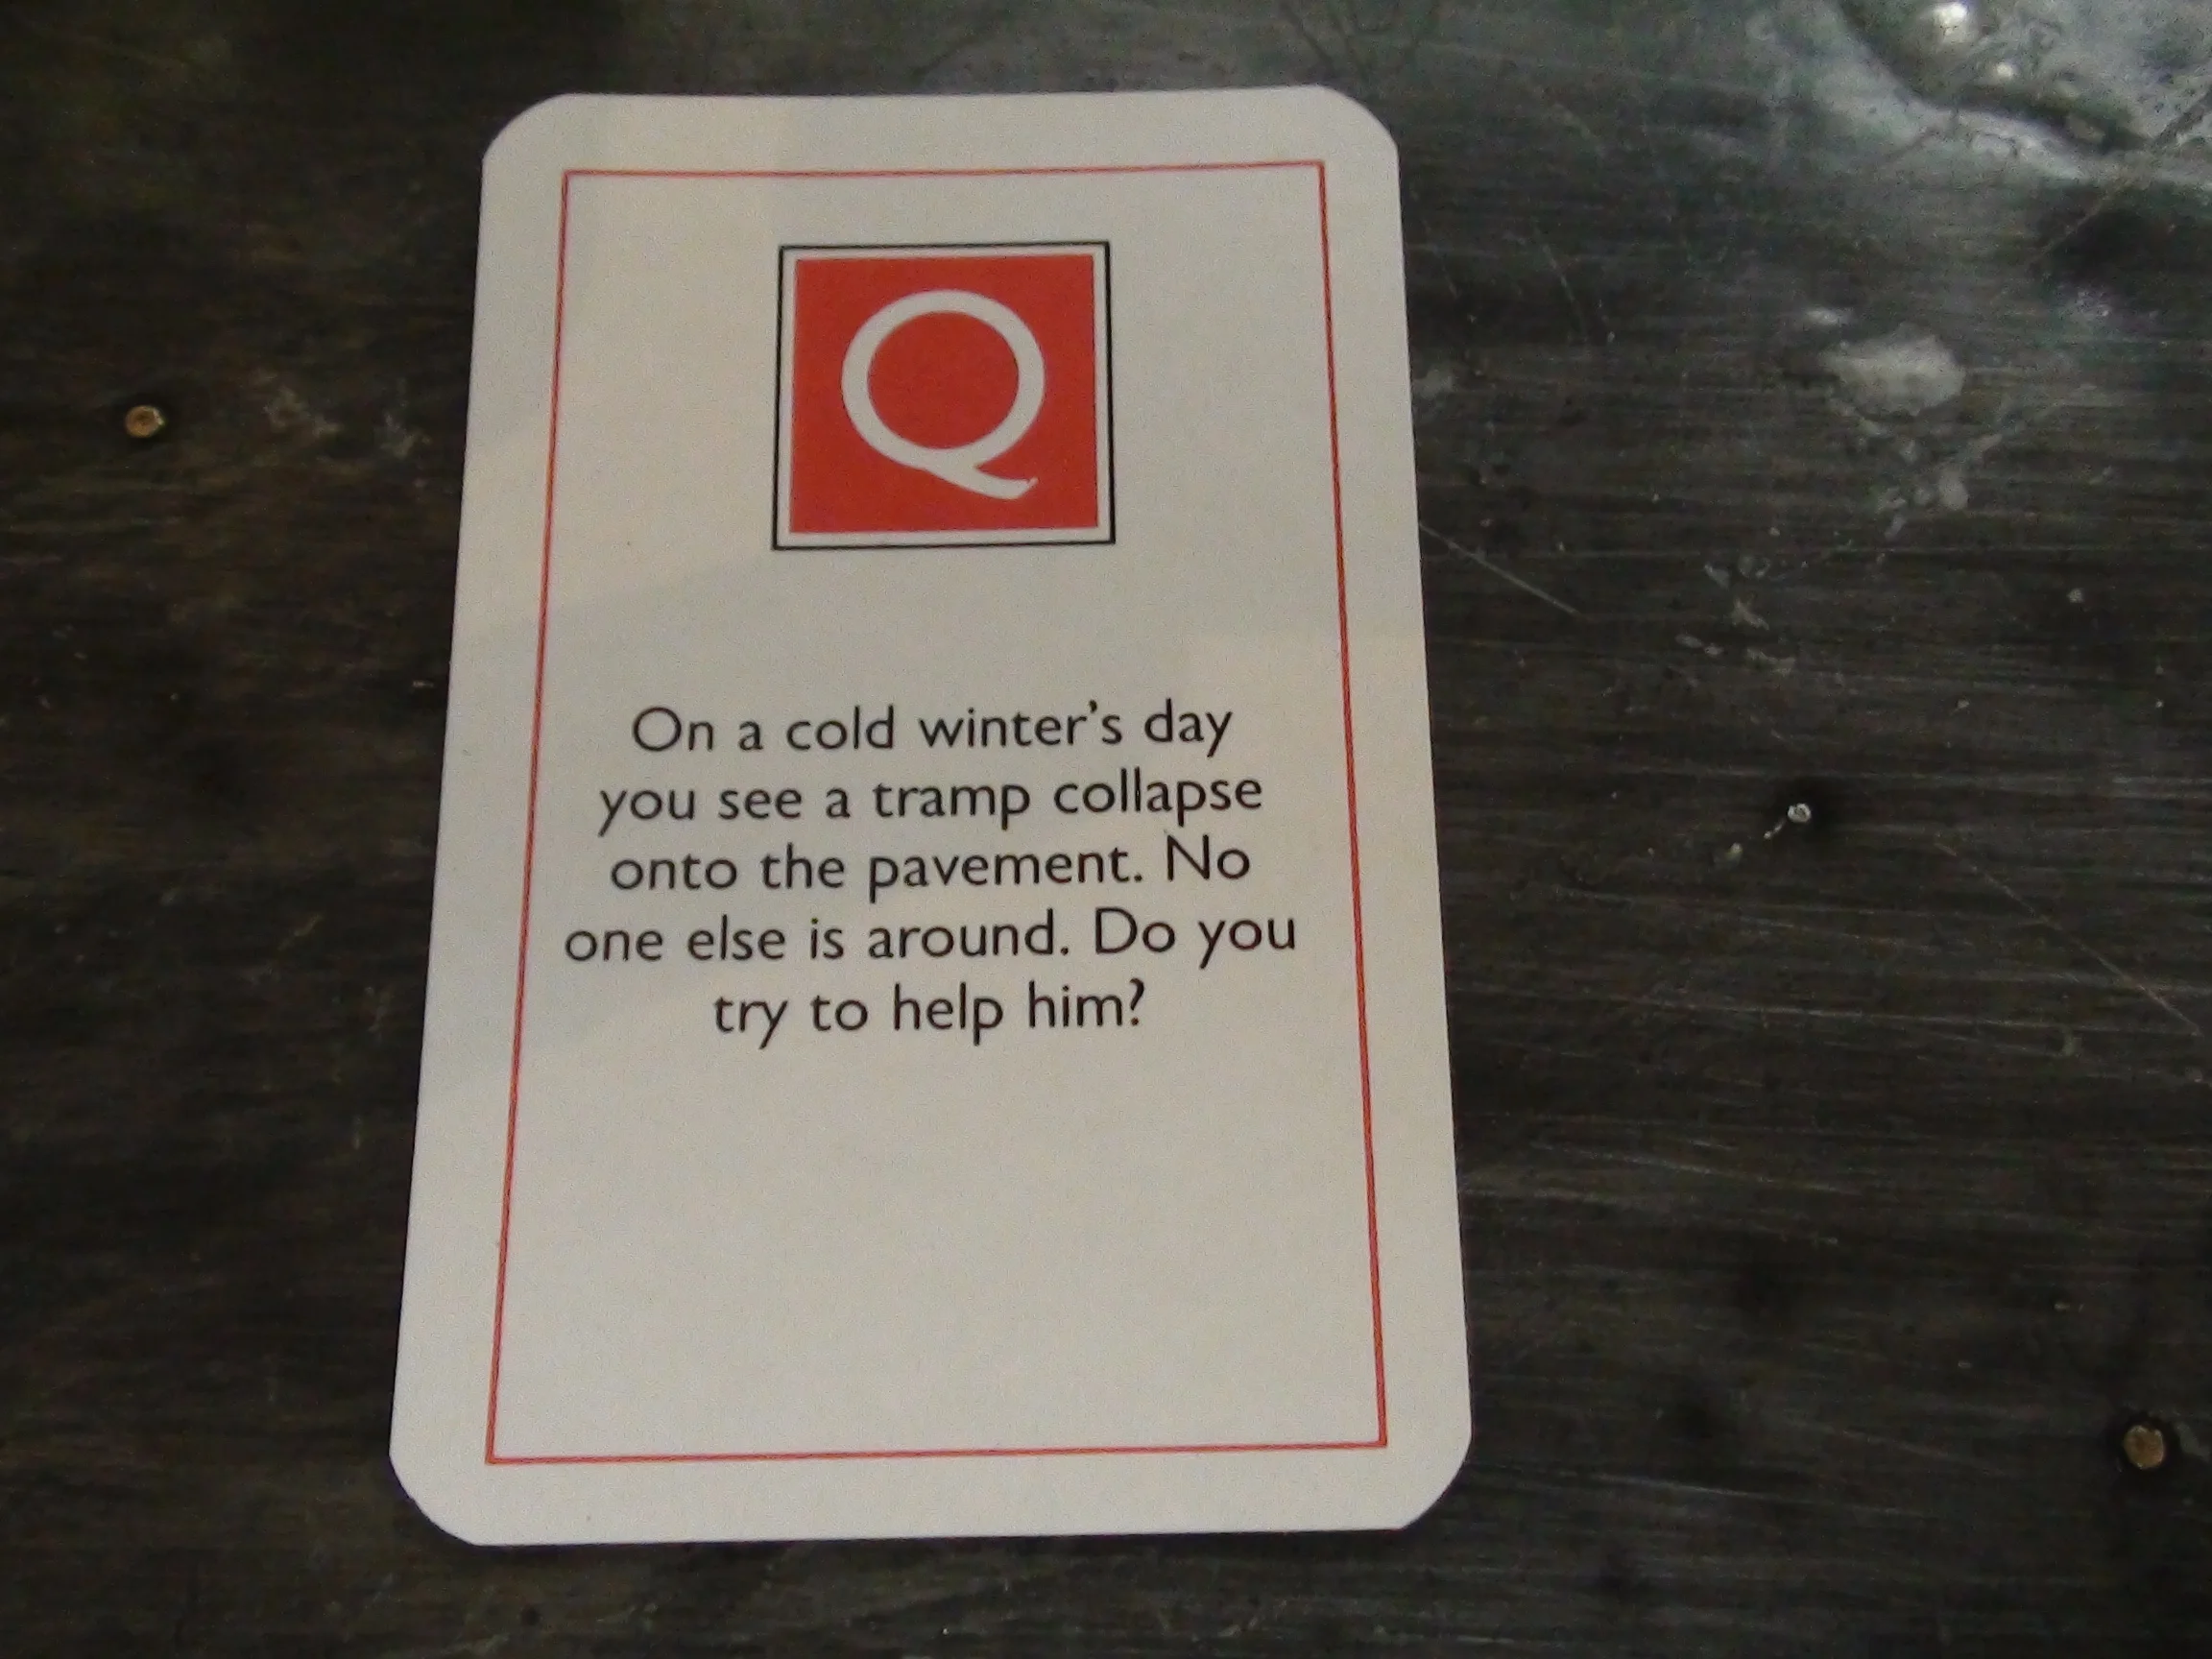 Q
On a cold winter's day
you see a tramp collapse
onto the pavement. No
one else is around. Do you
try to help him?